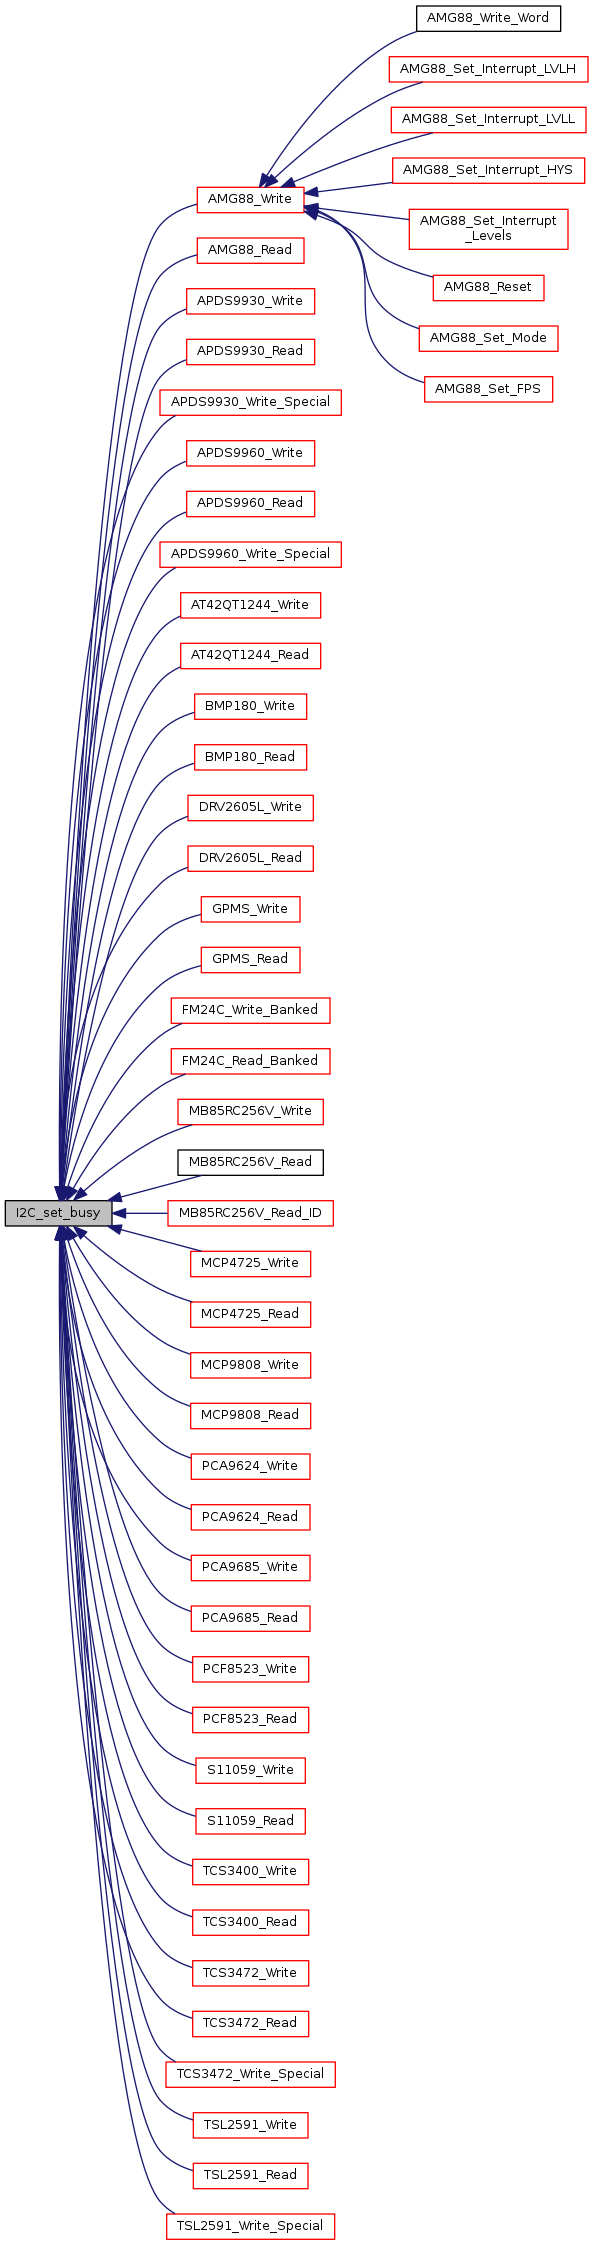 AMG88_Write_Word
AMG88_Set_Interrupt_LVLH
AMG88_Set_Interrupt_LVLL
AMG88_Set_Interrupt_HYS
AMG88_Write
AMG88_Set_Interrupt
_Levels
AMG88_Read
AMG88_Reset
APDS9930_Write
AMG88_Set_Mode
APDS9930_Read
AMG88_Set_FPS
APDS9930_Write_Special
APDS9960_Write
APDS9960_Read
APDS9960_Write_Special
AT42QT1244_Write
AT42QT1244_Read
BMP180_Write
BMP180_Read
DRV2605L_Write
DRV2605L_Read
GPMS_Write
GPMS_Read
FM24C_Write_Banked
FM24C_Read_Banked
MB85RC256V_Write
MB85RC256V_Read
I2C_set_busy
MB85RC256V_Read_ID
MCP4725_Write
MCP4725_Read
MCP9808_Write
MCP9808_Read
PCA9624_Write
PCA9624_Read
PCA9685_Write
PCA9685_Read
PCF8523_Write
PCF8523_Read
S11059_Write
S11059_Read
TCS3400_Write
TCS3400_Read
TCS3472_Write
TCS3472_Read
TCS3472_Write_Special
TSL2591_Write
TSL2591_Read
TSL2591_Write_Special